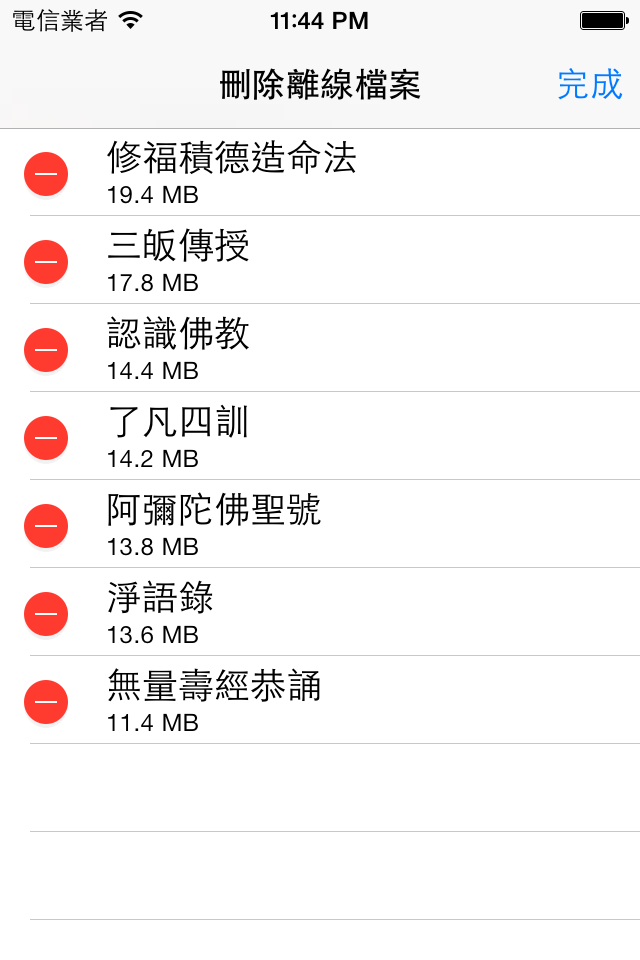 電信業者 11:44 PM
刪除離線檔案 完成
修福積德造命法
19.4 MB
三皈傳授
17.8 MB
認識佛教
14.4 MB
了凡四訓
14.2 MB
阿彌陀佛聖號
13.8 MB
淨語錄
13.6 MB
無量壽經恭誦
11.4 MB